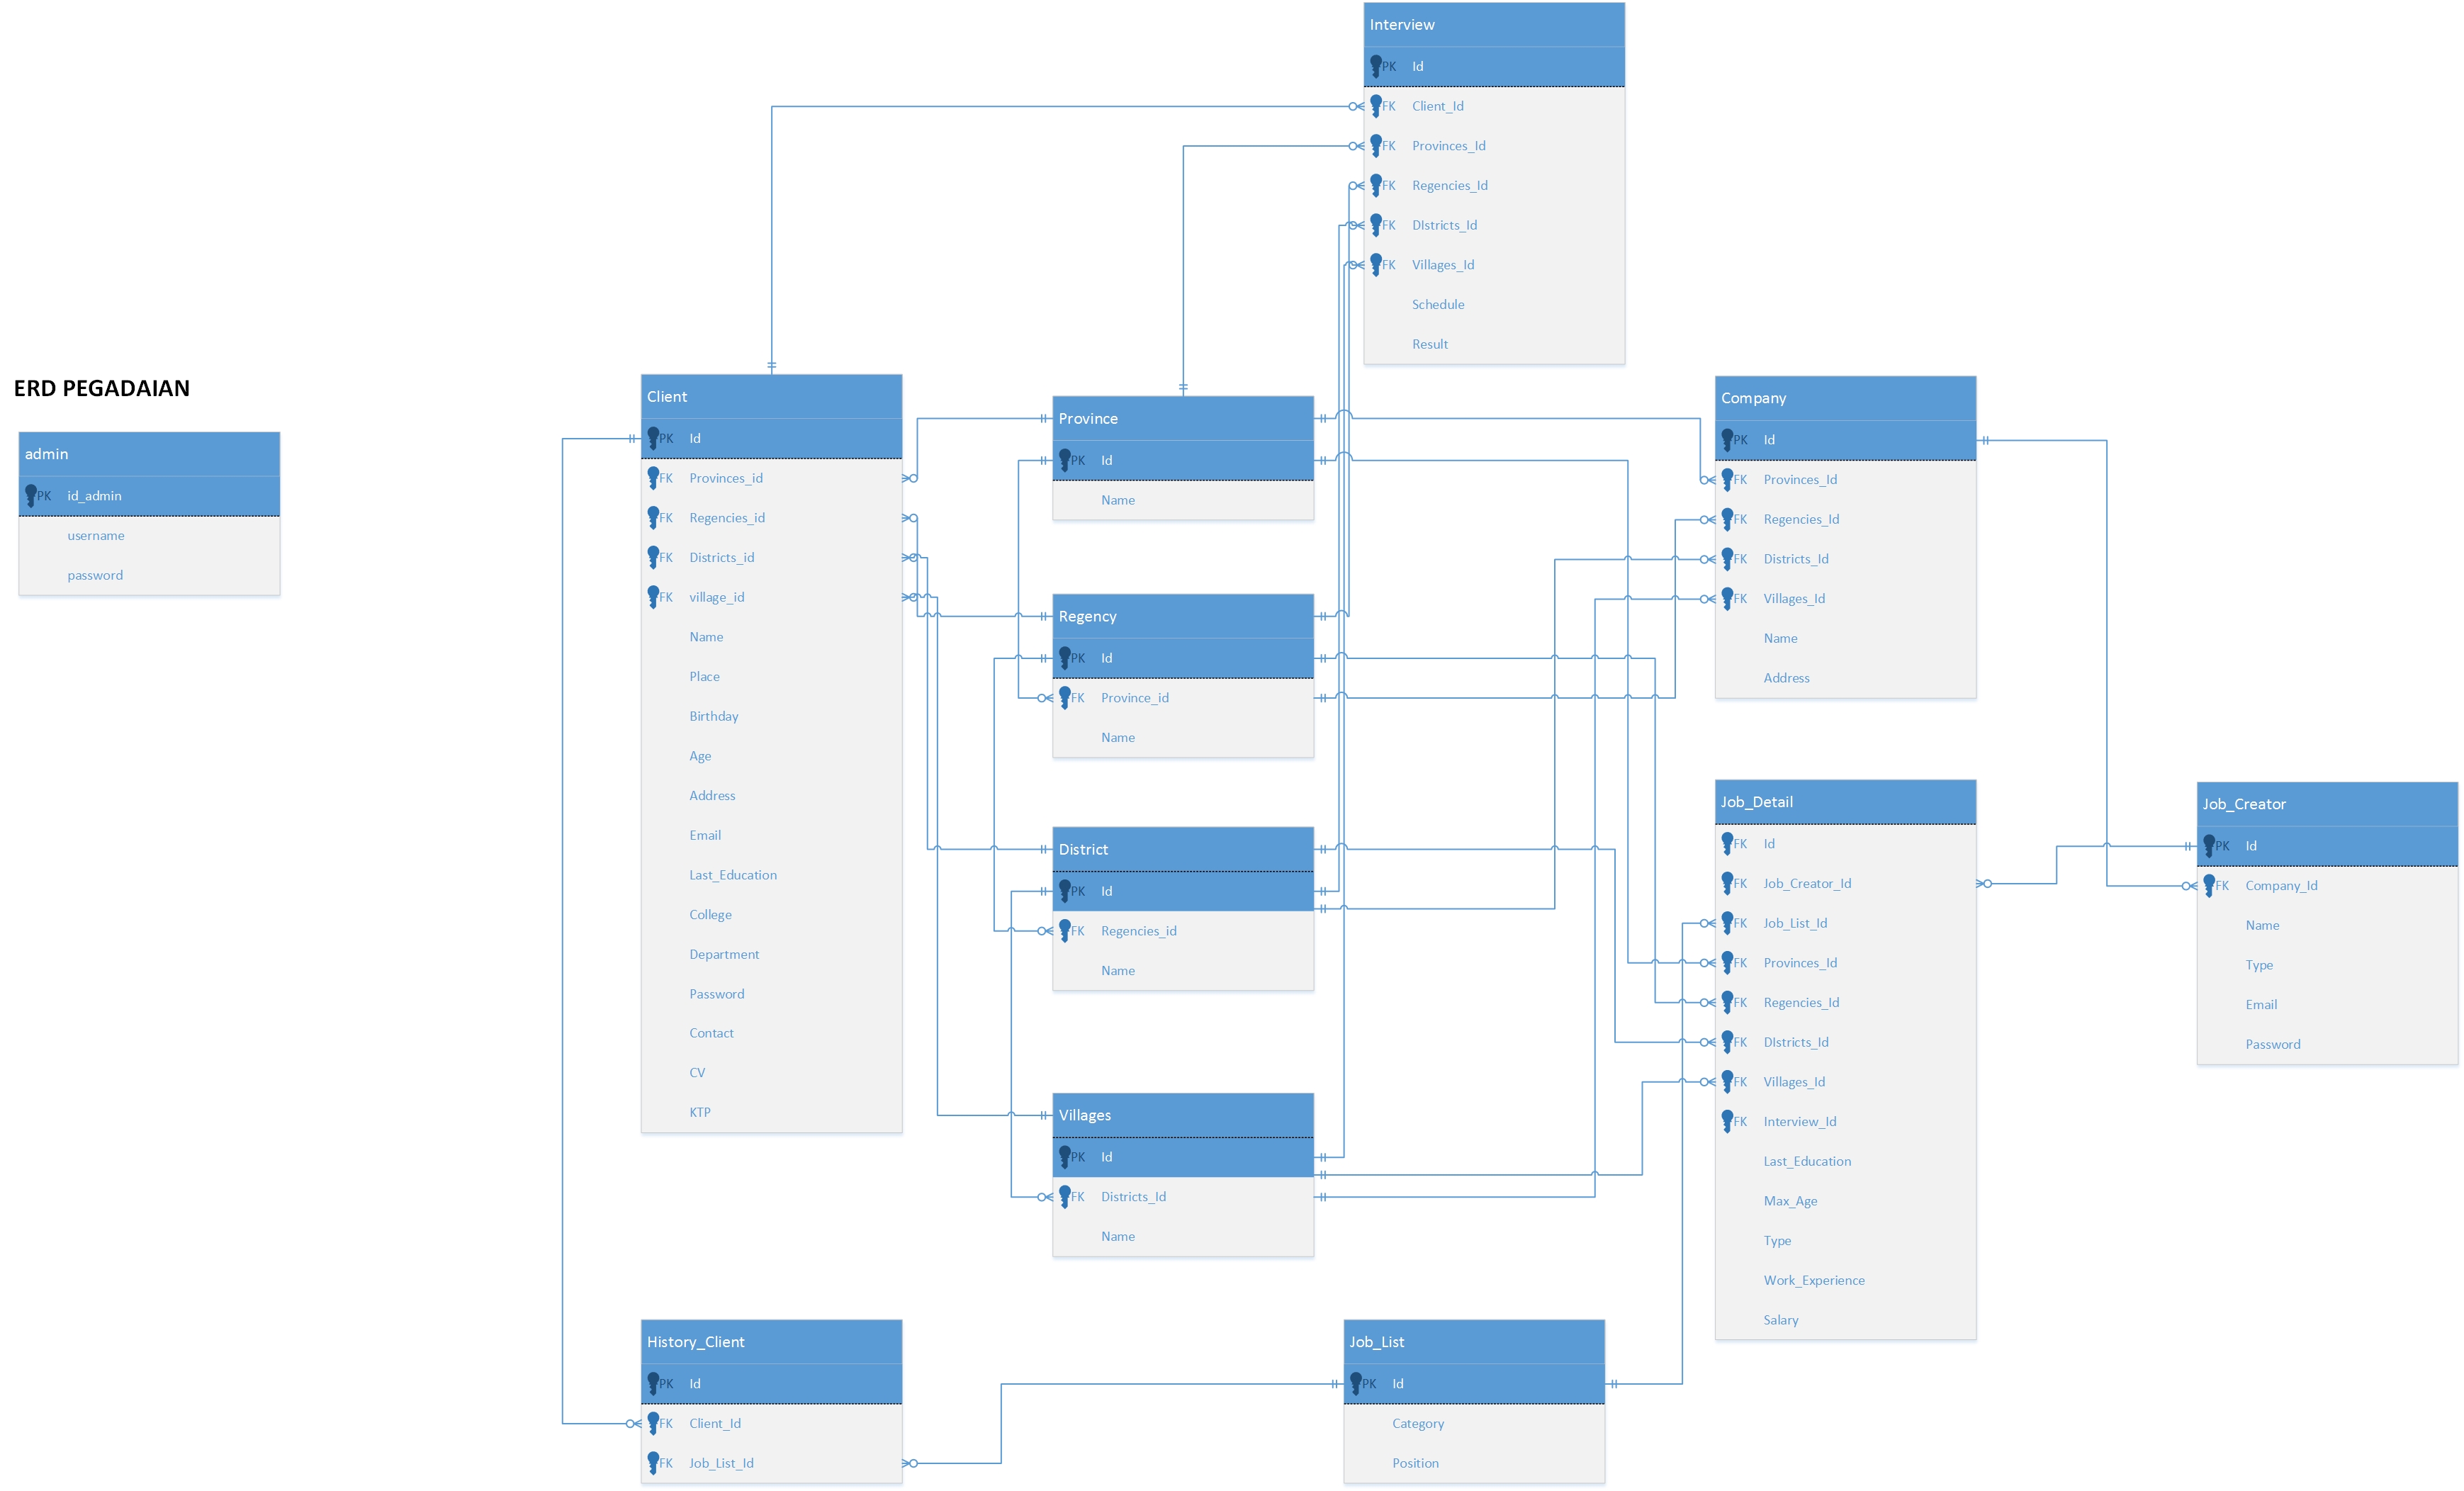 ERD PEGADAIAN
admin
PK id_admin
username
password
Client
PK Id
FK Provinces_id
FK Regencies_id
FK Districts_id
FK village_id
Name
Place
Birthday
Age
Address
Email
Last_Education
College
Department
Password
Contact
CV
KTP
History_Client
PK Id
FK Client_Id
FK Job_List_Id
Province
PK Id
Name
Regency
PK Id
FK Province_id
Name
District
PK Id
FK Regencies_id
Name
Villages
PK Id
FK Districts_Id
Name
Interview
PK Id
FK Client_Id
FK Provinces_Id
FK Regencies_Id
FK DIstricts_Id
FK Villages_Id
Schedule
Result
Job_List
PK Id
Category
Position
Company
PK Id
FK Provinces_Id
FK Regencies_Id
FK Districts_Id
FK Villages_Id
Name
Address
Job_Detail
FK Id
FK Job_Creator_Id
FK Job_List_Id
FK Provinces_Id
FK Regencies_Id
FK DIstricts_Id
FK Villages_Id
FK Interview_Id
Last_Education
Max_Age
Type
Work_Experience
Salary
Job_Creator
PK Id
FK Company_Id
Name
Type
Email
Password